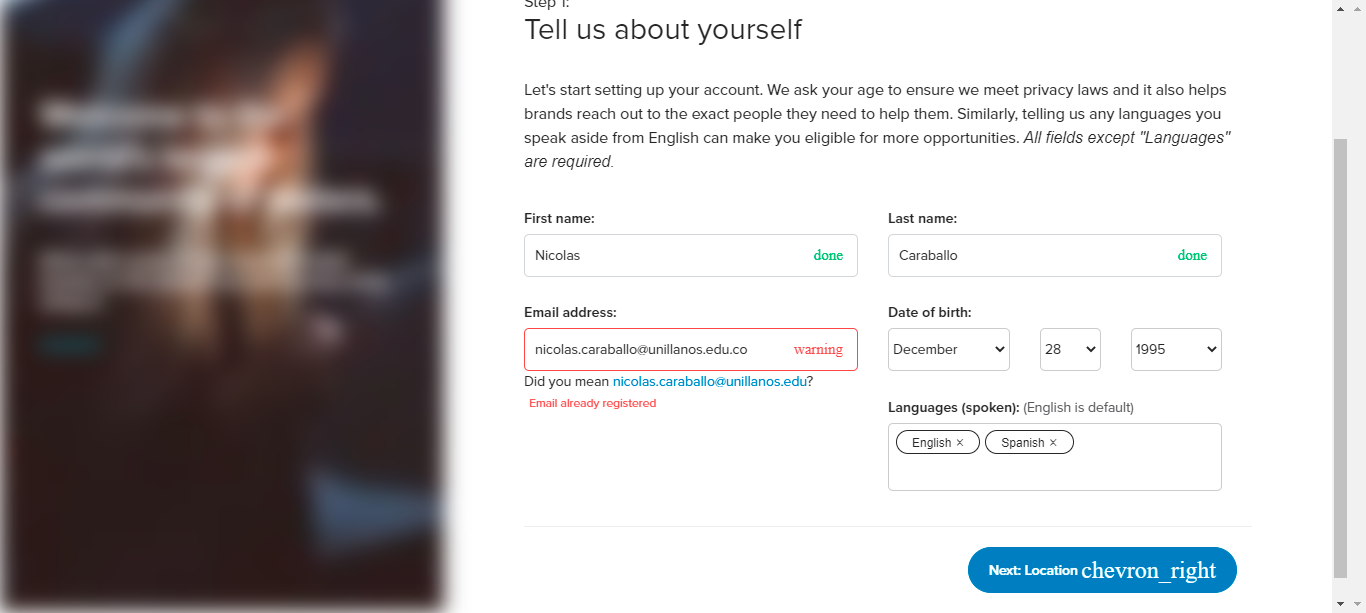 Step 1:
Tell us about yourself
Let's start setting up your account. We ask your age to ensure we meet privacy laws and it also helps
brands reach out to the exact people they need to help them. Similarly, telling us any languages you
speak aside from English can make you eligible for more opportunities. All fields except "Languages"
are required.
First name:
Last name:
Nicolas done
Caraballo done
Email address:
Date of birth:
nicolas.caraballo@unillanos.edu.co warning
December 28 1995
Did you mean nicolas.caraballo@unillanos.edu?
Email already registered
Languages (spoken): (English is default)
English × Spanish ×
Next: Location chevron_right